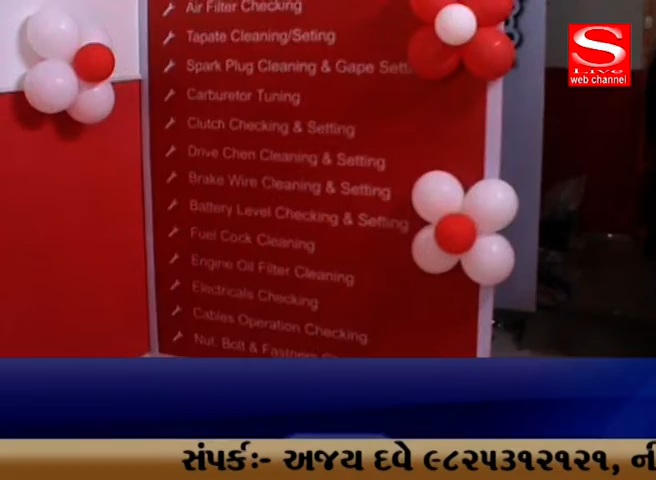 Air Filter Checking
Tapate Cleaning/Seting
Spark Plug Cleaning & Gape
Carburetor Tuning
Clutch Checking & Setting
Drive Chen Cleaning & Setting
Brake Wire Cleaning & Setting
Battery Level Checking & Setting
Fuel Cock Cleaning
Engine Oil Filter Cleaning
Electricals Checking
Cables Operation Checking
Nut, Bolt &
S
LIVE
web channel
સંપર્કઃ- અજય દવે ૯૮૨૫૩૧૨૧૨૧, ની